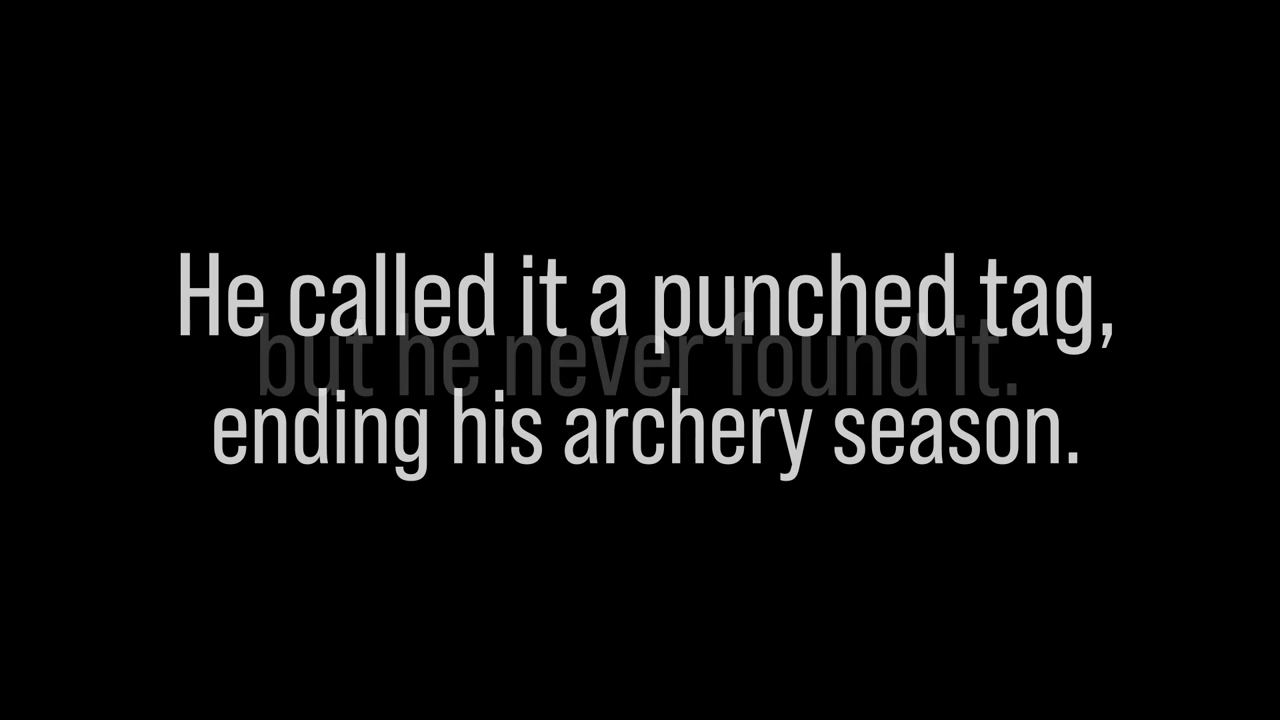 He called it a punched tag,
but he never found it.
ending his archery season.